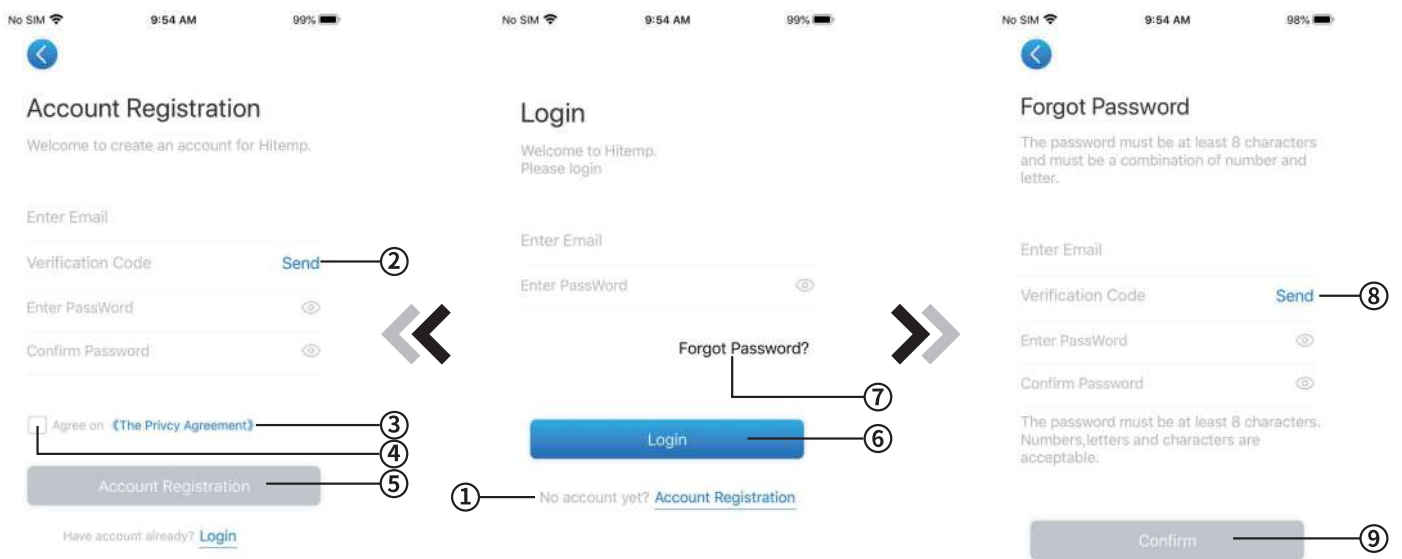 No SIM 9:54 AM 99%
Account Registration
Welcome to create an account for Hitemp.
Enter Email
Verification Code Send ②
Enter PassWord
Confirm Password
Agree on 《The Privcy Agreement》 ③
④
Account Registration ⑤
Have account already? Login
No SIM 9:54 AM 99%
Login
Welcome to Hitemp.
Please login
Enter Email
Enter PassWord
Forgot Password?
⑦
Login ⑥
① No account yet? Account Registration
No SIM 9:54 AM 98%
Forgot Password
The password must be at least 8 characters
and must be a combination of number and
letter.
Enter Email
Verification Code Send ⑧
Enter PassWord
Confirm Password
The password must be at least 8 characters.
Numbers,letters and characters are
acceptable.
Confirm ⑨